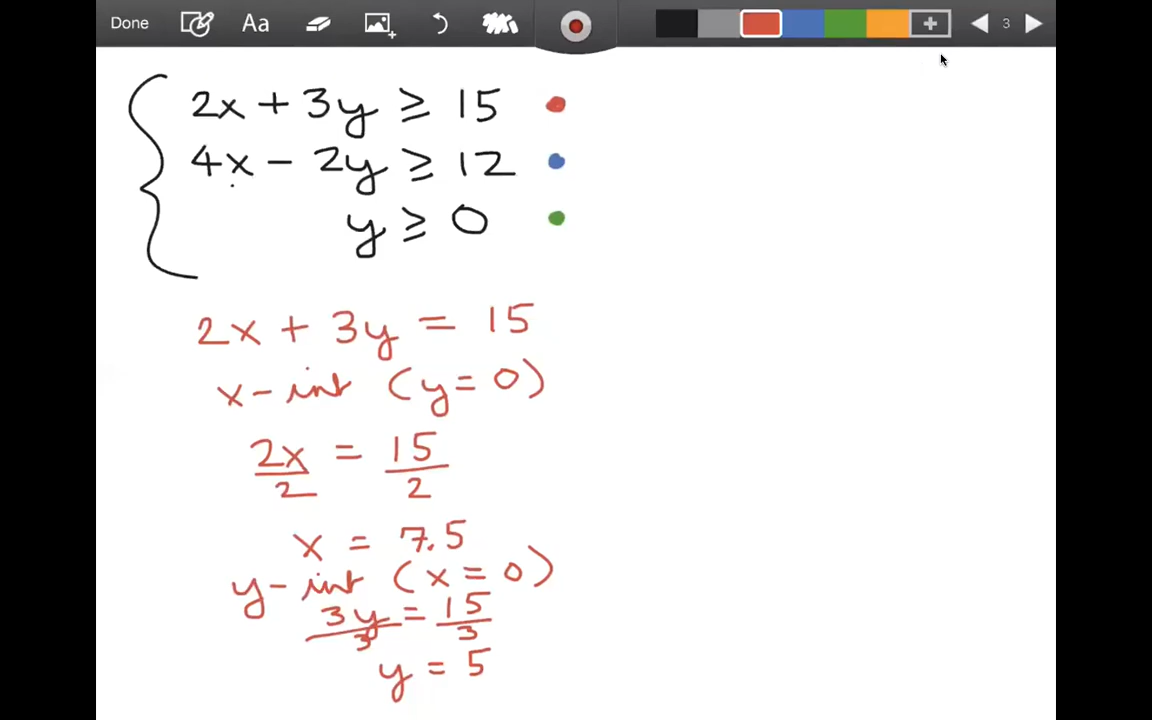 Done Aa 3
2x + 3y ≥ 15
4x - 2y ≥ 12
y ≥ 0
2x + 3y = 15
x-int (y = 0)
2x/2 = 15/2
x = 7.5
y-int (x = 0)
3y/3 = 15/3
y = 5